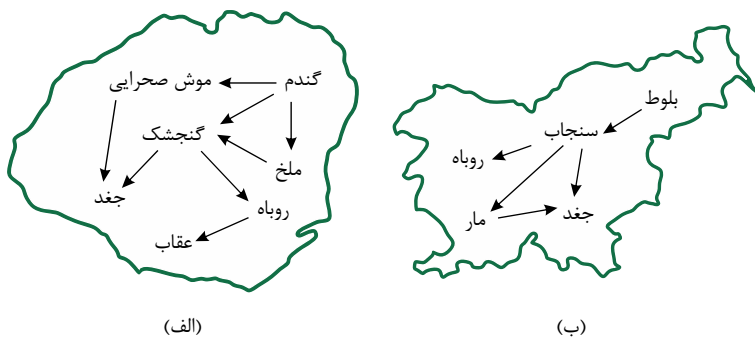 گندم
موش صحرایی
گنجشک
ملخ
جغد
روباه
عقاب
(الف)
بلوط
سنجاب
روباه
جغد
مار
(ب)